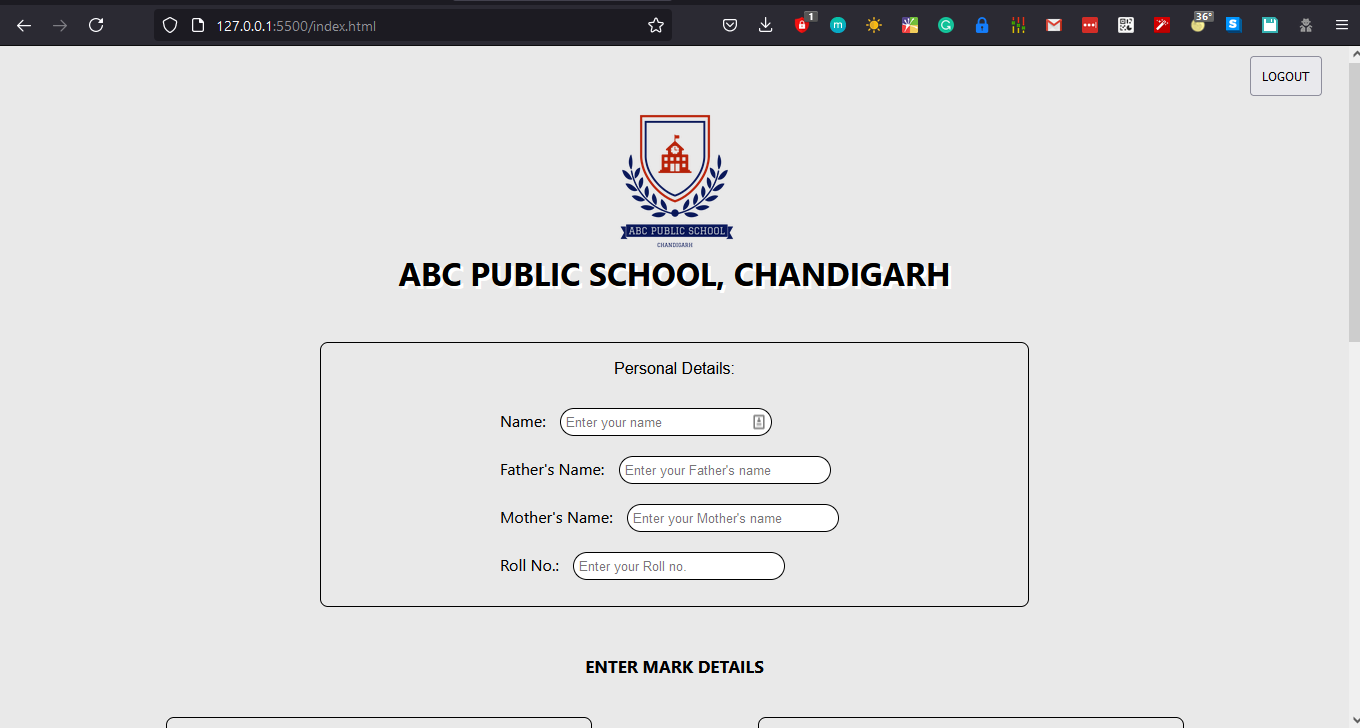 127.0.0.1:5500/index.html
1
36°
LOGOUT
ABC PUBLIC SCHOOL
CHANDIGARH
ABC PUBLIC SCHOOL, CHANDIGARH
Personal Details:
Name: Enter your name
Father's Name: Enter your Father's name
Mother's Name: Enter your Mother's name
Roll No.: Enter your Roll no.
ENTER MARK DETAILS